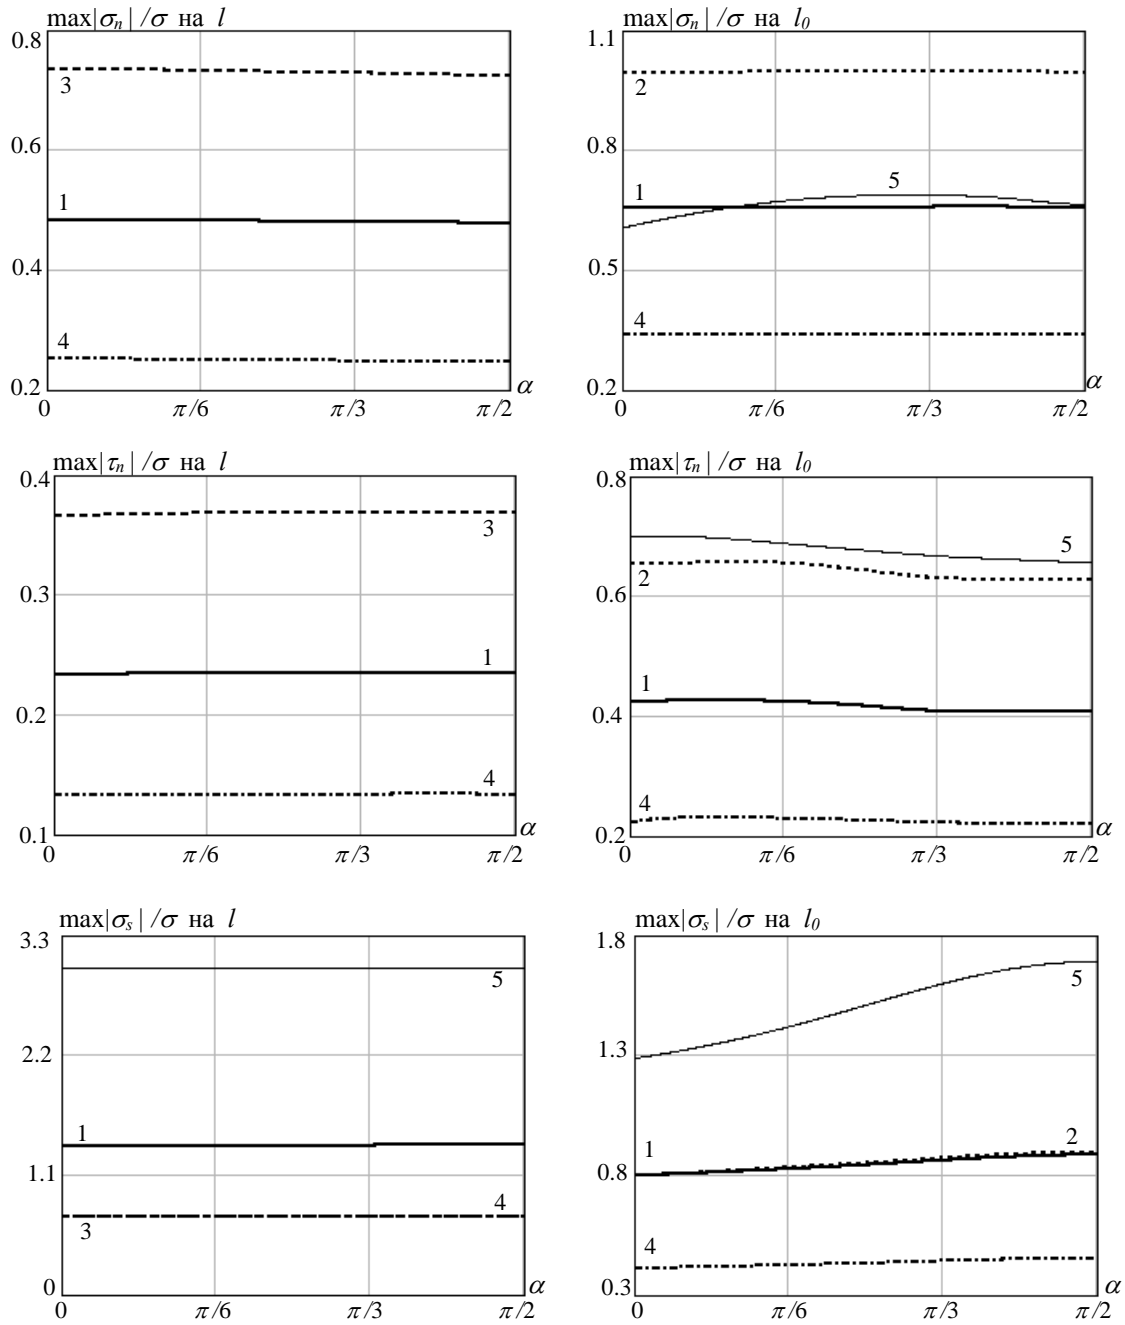 max|σₙ| /σ на l
0.8
3
0.6
1
0.4
4
0.2
α
0 π/6 π/3 π/2
max|σₙ| /σ на l₀
1.1
2
0.8
1 5
0.5
4
0.2
α
0 π/6 π/3 π/2
max|τₙ| /σ на l
0.4
3
0.3
1
0.2
4
0.1
α
0 π/6 π/3 π/2
max|τₙ| /σ на l₀
0.8
5
2
0.6
1
0.4
4
0.2
α
0 π/6 π/3 π/2
max|σₛ| /σ на l
3.3
5
2.2
1
1.1
4
3
0
α
0 π/6 π/3 π/2
max|σₛ| /σ на l₀
1.8
5
1.3
1 2
0.8
4
0.3
α
0 π/6 π/3 π/2